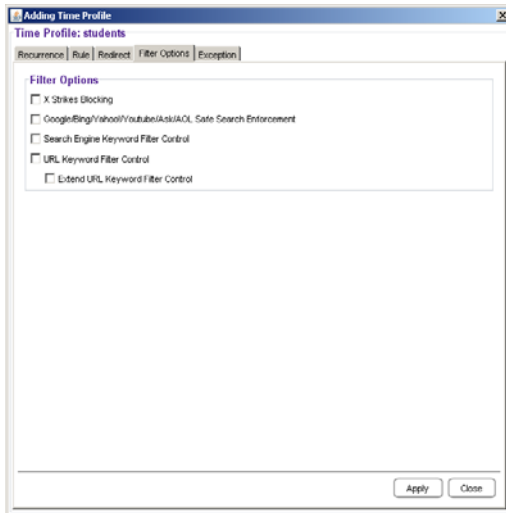 Adding Time Profile
Time Profile: students
Recurrence Rule Redirect Filter Options Exception
Filter Options
X Strikes Blocking
Google/Bing/Yahoo!/Youtube/Ask/AOL Safe Search Enforcement
Search Engine Keyword Filter Control
URL Keyword Filter Control
Extend URL Keyword Filter Control
Apply Close